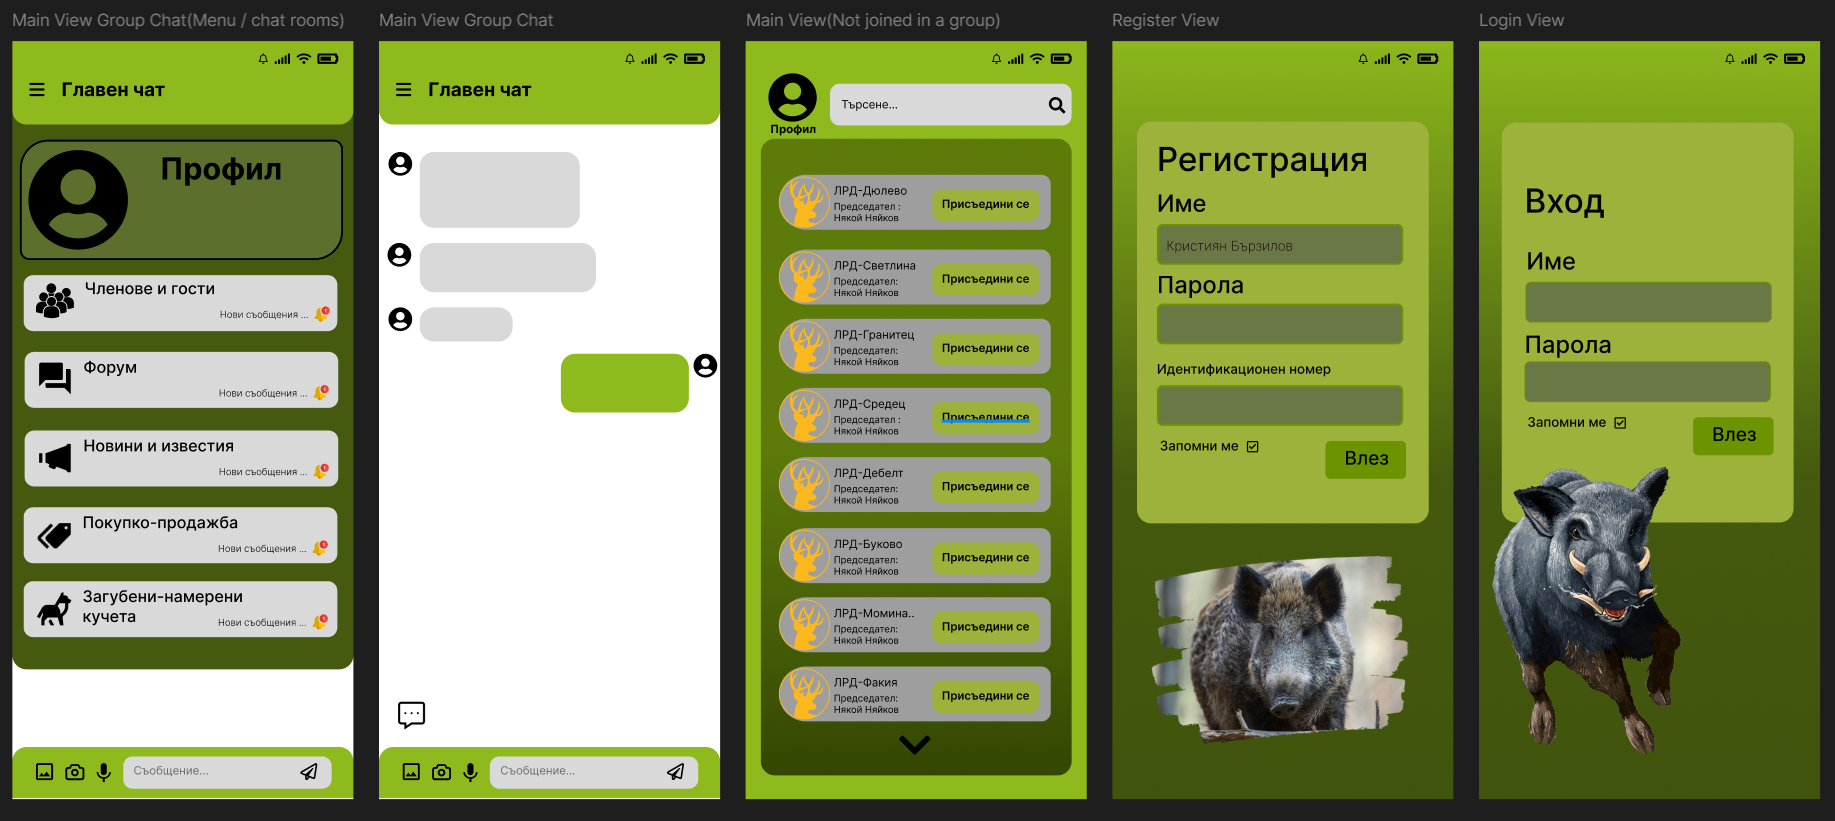 Main View Group Chat(Menu / chat rooms)
Главен чат
Профил
Членове и гости
Нови съобщения ...
Форум
Нови съобщения ...
Новини и известия
Нови съобщения ...
Покупко-продажба
Нови съобщения ...
Загубени-намерени
кучета
Нови съобщения ...
Съобщение...
Main View Group Chat
Главен чат
Съобщение...
Main View(Not joined in a group)
Профил
Търсене...
ЛРД-Дюлево
Председател :
Някой Няйков
Присъедини се
ЛРД-Светлина
Председател :
Някой Няйков
Присъедини се
ЛРД-Гранитец
Председател:
Някой Няйков
Присъедини се
ЛРД-Средец
Председател :
Някой Няйков
Присъедини се
ЛРД-Дебелт
Председател:
Някой Няйков
Присъедини се
ЛРД-Буково
Председател:
Някой Няйков
Присъедини се
ЛРД-Момина..
Председател:
Някой Няйков
Присъедини се
ЛРД-Факия
Председател:
Някой Няйков
Присъедини се
Register View
Регистрация
Име
Кристиян Бързилов
Парола
Идентификационен номер
Запомни ме
Влез
Login View
Вход
Име
Парола
Запомни ме
Влез